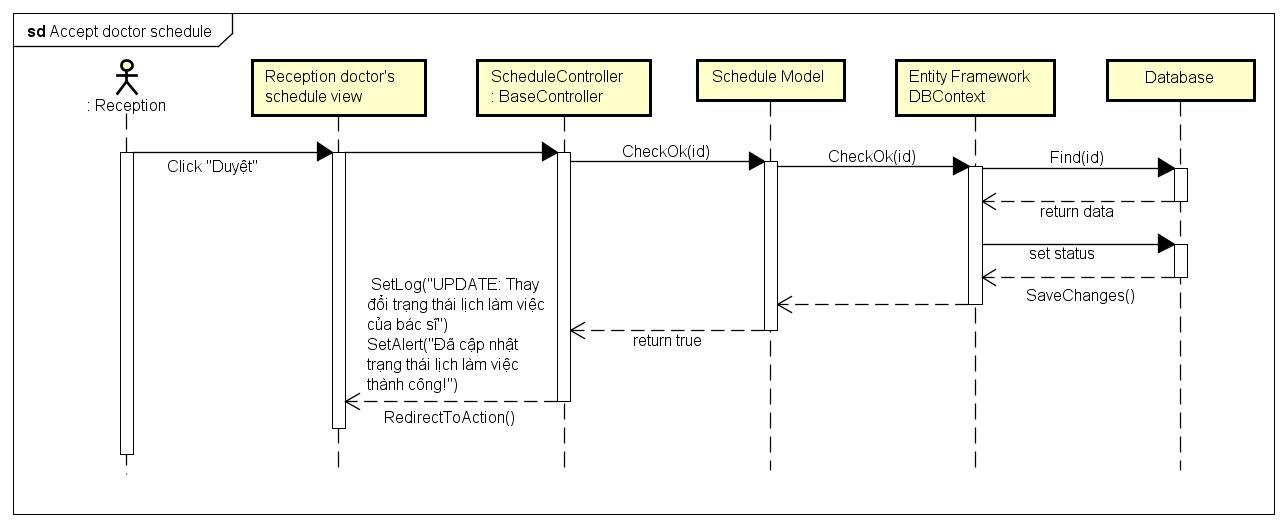 sd Accept doctor schedule
: Reception
Reception doctor's
schedule view
ScheduleController
: BaseController
Schedule Model
Entity Framework
DBContext
Database
Click "Duyệt"
CheckOk(id)
CheckOk(id)
Find(id)
return data
set status
SaveChanges()
return true
SetLog("UPDATE: Thay
đổi trạng thái lịch làm việc
của bác sĩ")
SetAlert("Đã cập nhật
trạng thái lịch làm việc
thành công!")
RedirectToAction()